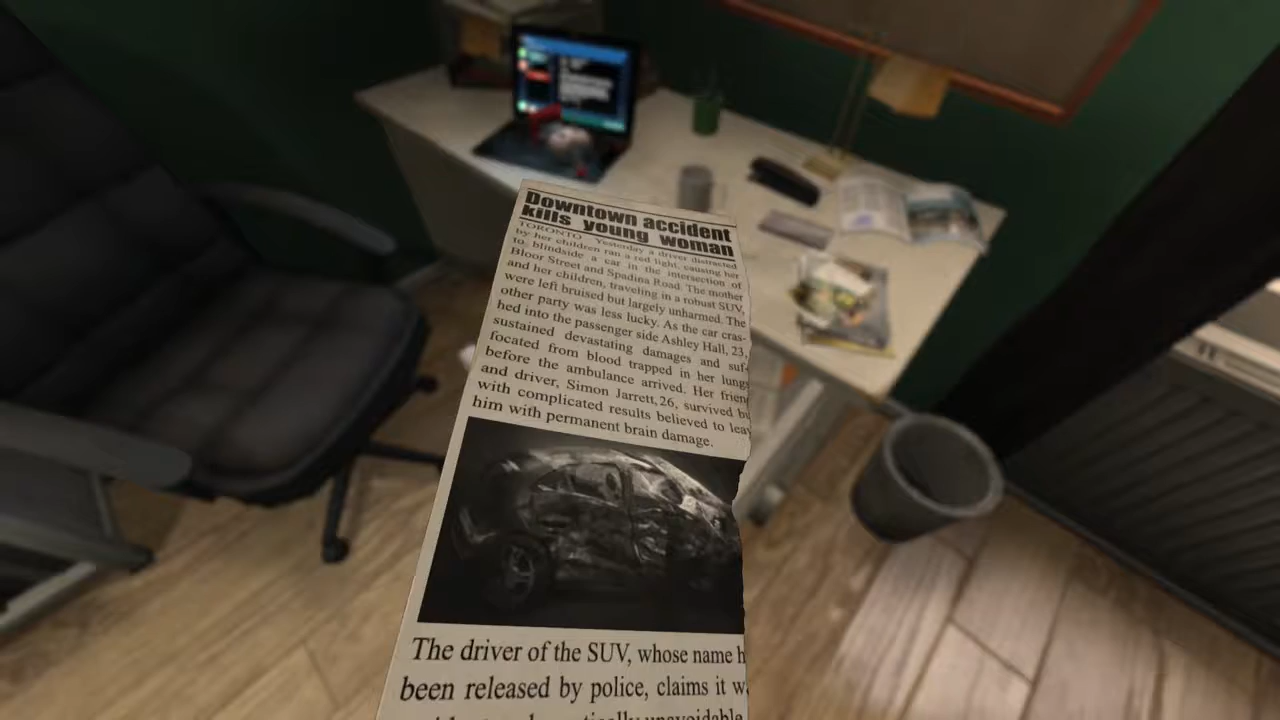 Downtown accident
kills young woman
TORONTO Yesterday a driver distracted
by her children ran a red light, causing her
to blindside a car in the intersection of
Bloor Street and Spadina Road. The mother
and her children, traveling in a robust SUV,
were left bruised but largely unharmed. The
other party was less lucky. As the car cras-
hed into the passenger side Ashley Hall, 23,
sustained devastating damages and suf-
focated from blood trapped in her lungs
before the ambulance arrived. Her frien
and driver, Simon Jarrett, 26, survived bu
with complicated results believed to leav
him with permanent brain damage.
The driver of the SUV, whose name h
been released by police, claims it w
unavoidable